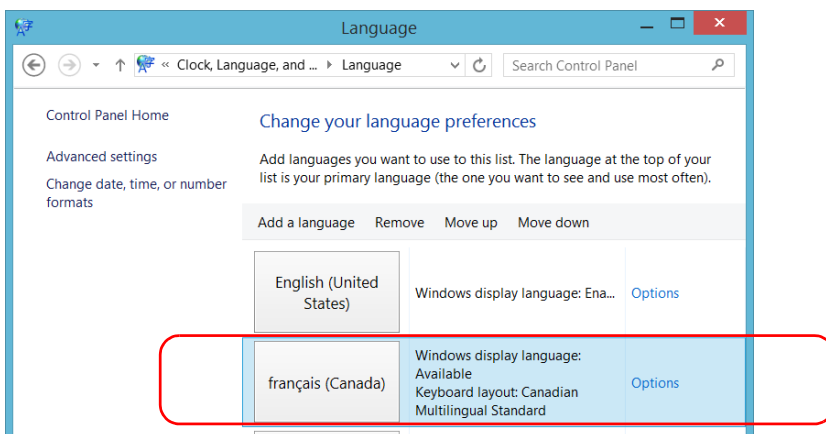 Language
« Clock, Language, and ... Language
Search Control Panel
Control Panel Home
Change your language preferences
Advanced settings
Change date, time, or number
formats
Add languages you want to use to this list. The language at the top of your
list is your primary language (the one you want to see and use most often).
Add a language Remove Move up Move down
English (United
States)
Windows display language: Ena...
Options
français (Canada)
Windows display language:
Available
Keyboard layout: Canadian
Multilingual Standard
Options